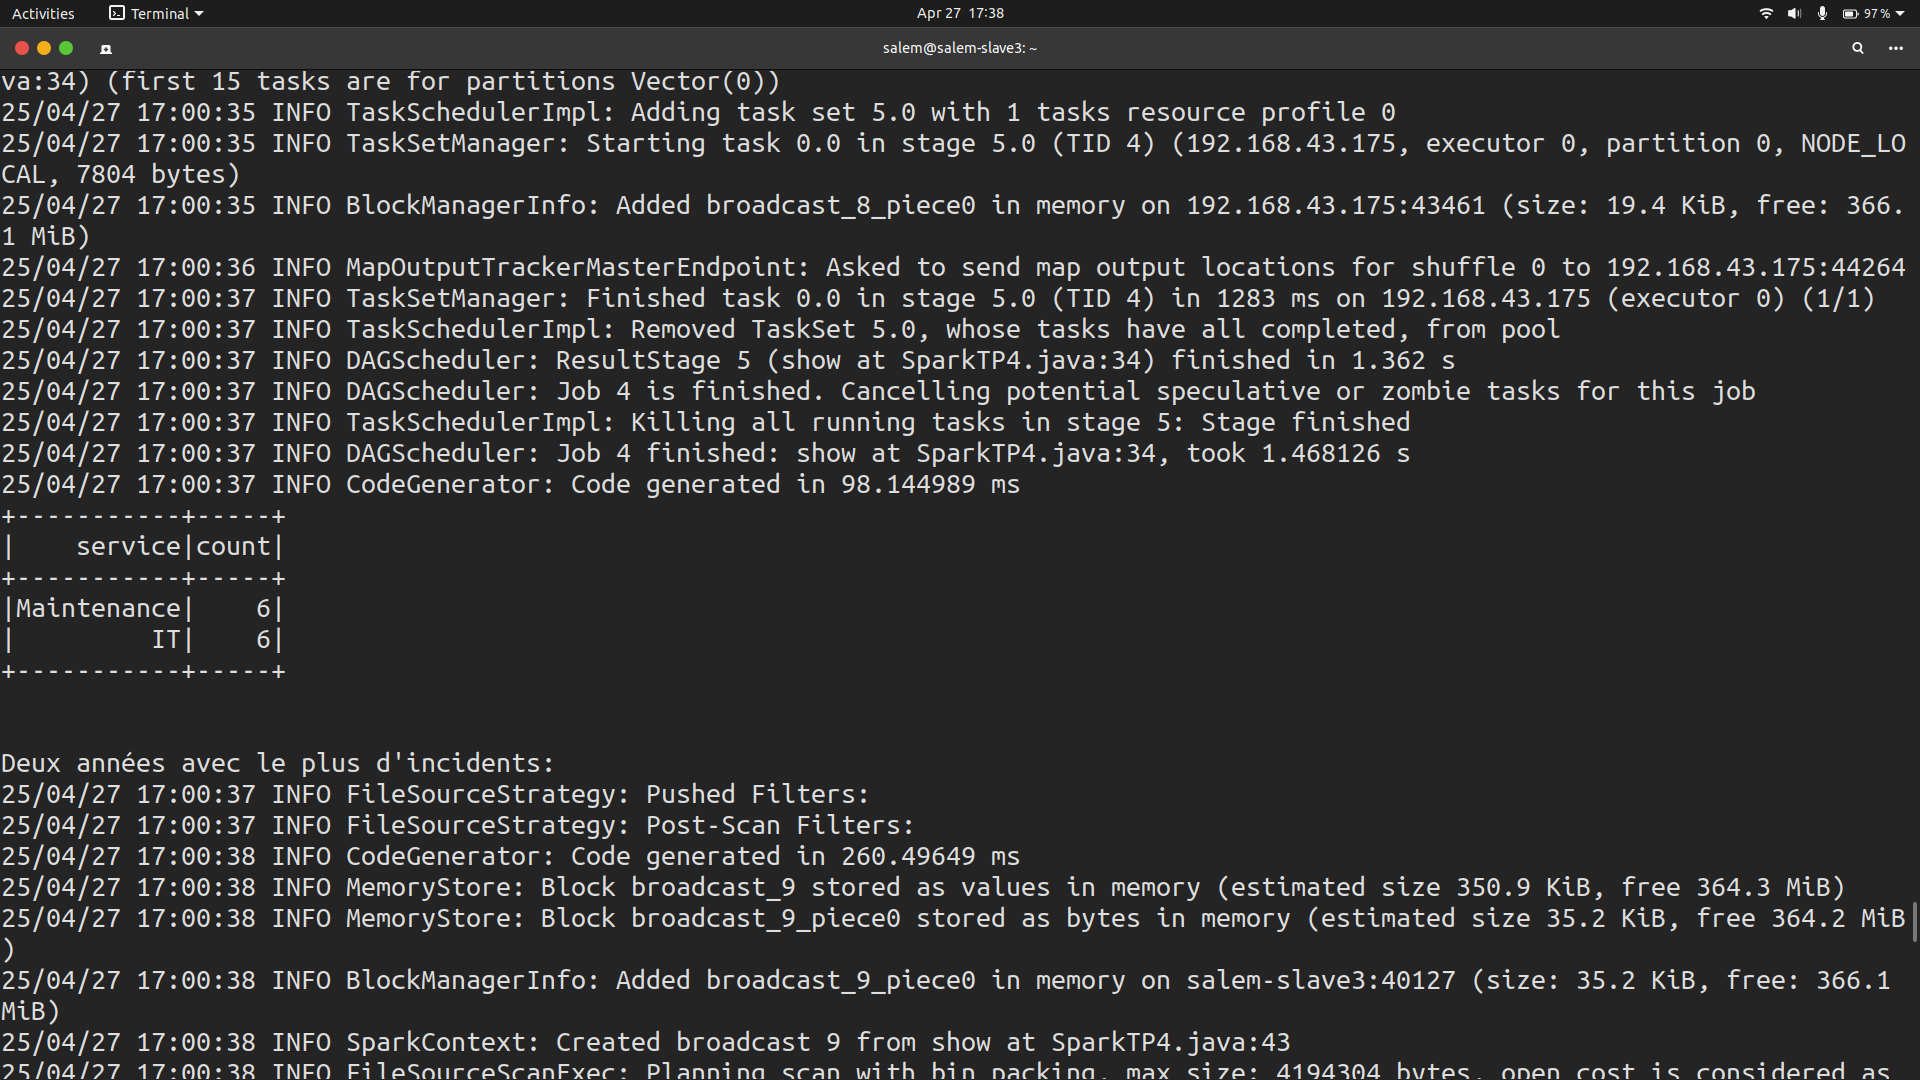 Activities Terminal Apr 27 17:38 97 %
salem@salem-slave3: ~
va:34) (first 15 tasks are for partitions Vector(0))
25/04/27 17:00:35 INFO TaskSchedulerImpl: Adding task set 5.0 with 1 tasks resource profile 0
25/04/27 17:00:35 INFO TaskSetManager: Starting task 0.0 in stage 5.0 (TID 4) (192.168.43.175, executor 0, partition 0, NODE_LO
CAL, 7804 bytes)
25/04/27 17:00:35 INFO BlockManagerInfo: Added broadcast_8_piece0 in memory on 192.168.43.175:43461 (size: 19.4 KiB, free: 366.
1 MiB)
25/04/27 17:00:36 INFO MapOutputTrackerMasterEndpoint: Asked to send map output locations for shuffle 0 to 192.168.43.175:44264
25/04/27 17:00:37 INFO TaskSetManager: Finished task 0.0 in stage 5.0 (TID 4) in 1283 ms on 192.168.43.175 (executor 0) (1/1)
25/04/27 17:00:37 INFO TaskSchedulerImpl: Removed TaskSet 5.0, whose tasks have all completed, from pool
25/04/27 17:00:37 INFO DAGScheduler: ResultStage 5 (show at SparkTP4.java:34) finished in 1.362 s
25/04/27 17:00:37 INFO DAGScheduler: Job 4 is finished. Cancelling potential speculative or zombie tasks for this job
25/04/27 17:00:37 INFO TaskSchedulerImpl: Killing all running tasks in stage 5: Stage finished
25/04/27 17:00:37 INFO DAGScheduler: Job 4 finished: show at SparkTP4.java:34, took 1.468126 s
25/04/27 17:00:37 INFO CodeGenerator: Code generated in 98.144989 ms
+-----------+-----+
|    service|count|
+-----------+-----+
|Maintenance|    6|
|         IT|    6|
+-----------+-----+
Deux années avec le plus d'incidents:
25/04/27 17:00:37 INFO FileSourceStrategy: Pushed Filters:
25/04/27 17:00:37 INFO FileSourceStrategy: Post-Scan Filters:
25/04/27 17:00:38 INFO CodeGenerator: Code generated in 260.49649 ms
25/04/27 17:00:38 INFO MemoryStore: Block broadcast_9 stored as values in memory (estimated size 350.9 KiB, free 364.3 MiB)
25/04/27 17:00:38 INFO MemoryStore: Block broadcast_9_piece0 stored as bytes in memory (estimated size 35.2 KiB, free 364.2 MiB
)
25/04/27 17:00:38 INFO BlockManagerInfo: Added broadcast_9_piece0 in memory on salem-slave3:40127 (size: 35.2 KiB, free: 366.1
MiB)
25/04/27 17:00:38 INFO SparkContext: Created broadcast 9 from show at SparkTP4.java:43
25/04/27 17:00:38 INFO FileSourceScanExec: Planning scan with bin packing, max size: 4194304 bytes, open cost is considered as